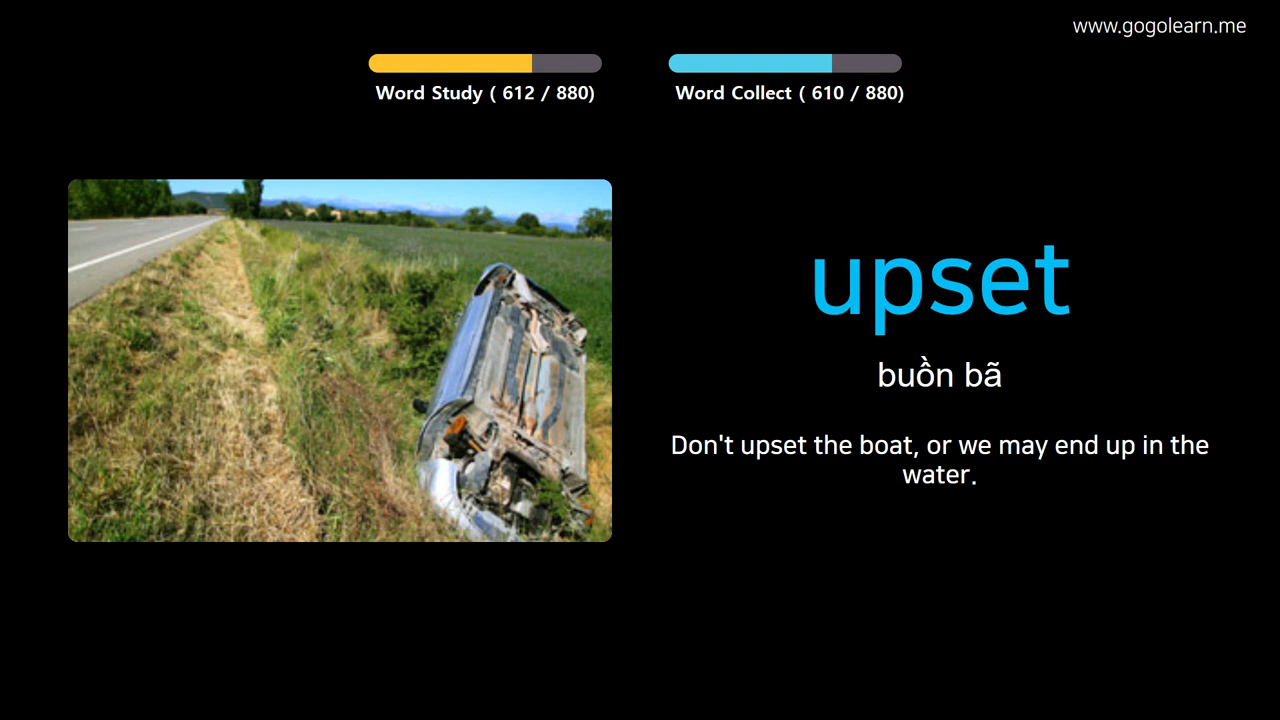 www.gogolearn.me
Word Study ( 612 / 880)
Word Collect ( 610 / 880)
upset
buồn bã
Don't upset the boat, or we may end up in the
water.